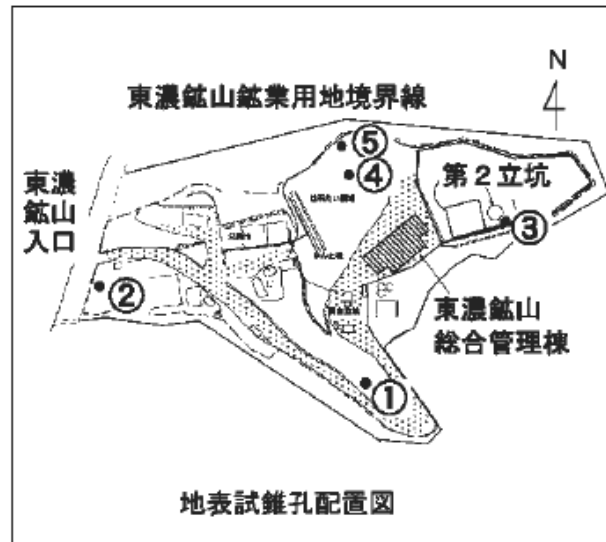 N
東濃鉱山鉱業用地境界線
⑤
④
第2立坑
東濃
鉱山
入口
③
②
東濃鉱山
総合管理棟
①
地表試錐孔配置図